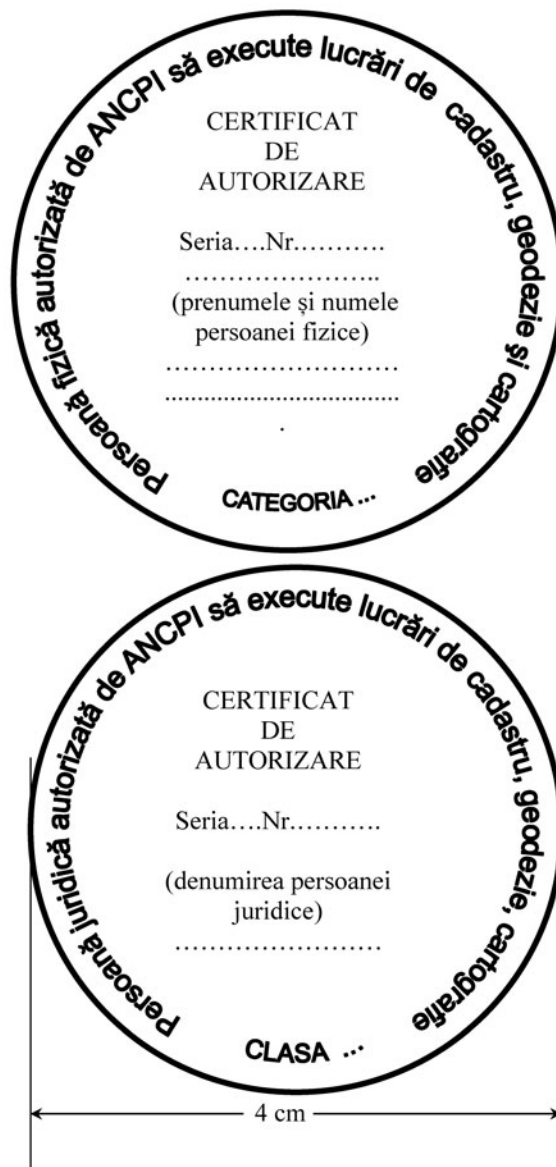 Persoană fizică autorizată de ANCPI să execute lucrări de cadastru, geodezie şi cartografie
CERTIFICAT
DE
AUTORIZARE
Seria....Nr...........
.......................
(prenumele și numele
persoanei fizice)
............................
....................................
.
CATEGORIA ...
Persoană juridică autorizată de ANCPI să execute lucrări de cadastru, geodezie, cartografie
CERTIFICAT
DE
AUTORIZARE
Seria....Nr...........
(denumirea persoanei
juridice)
.........................
CLASA ...
4 cm